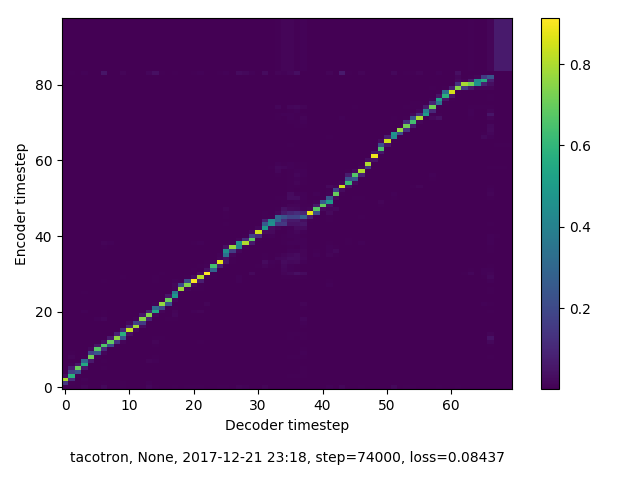 80
60
40
20
0
Encoder timestep
0 10 20 30 40 50 60
Decoder timestep
0.8
0.6
0.4
0.2
tacotron, None, 2017-12-21 23:18, step=74000, loss=0.08437